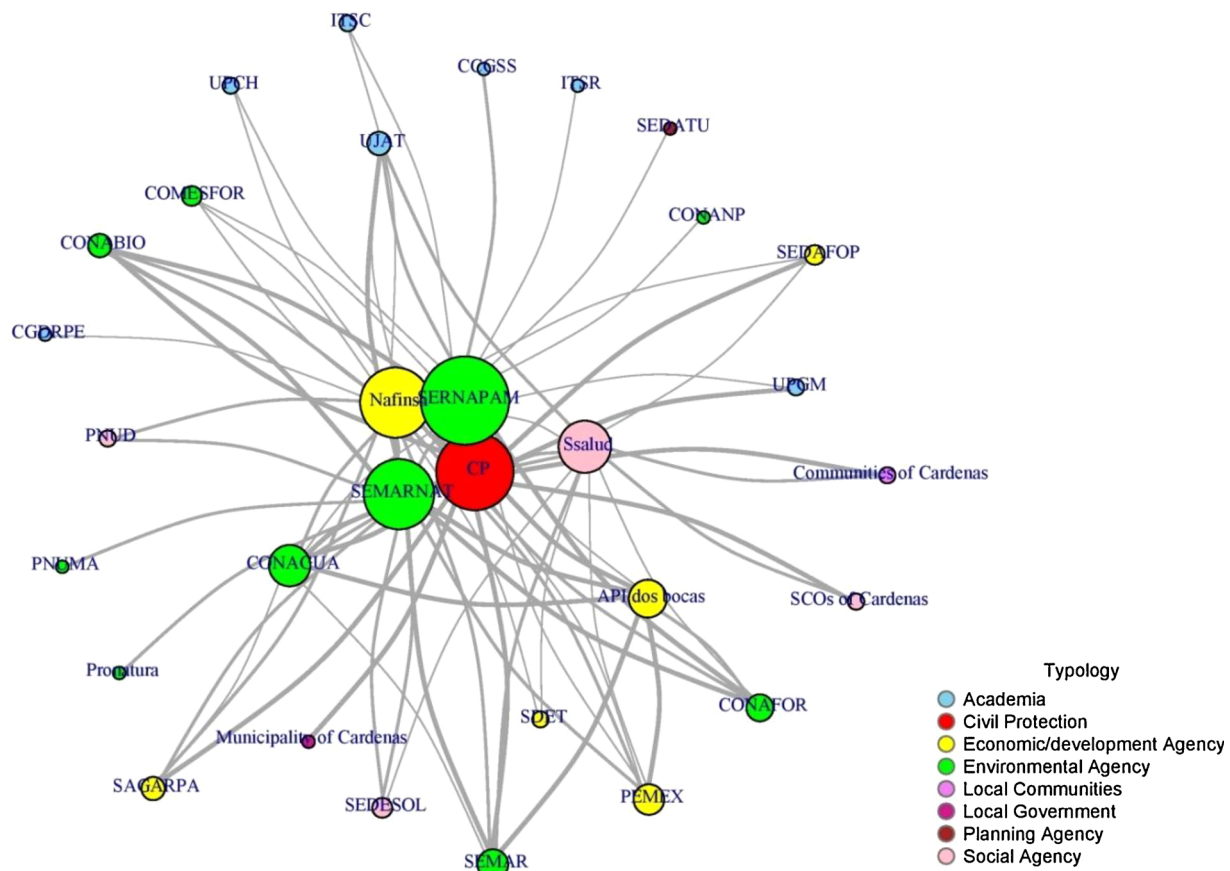 ITSC
CGGSS
UPCH
ITSR
SEDATU
UJAT
COMESFOR
CONANP
CONABIO
SEDAFOP
CGDRPE
UPGM
Nafinsa
SERNAPAM
PNUD
Ssalud
CP
Communities of Cardenas
SEMARNAT
PNUMA
CONAGUA
API dos bocas
SCOs of Cardenas
Pronatura
Typology
Academia
CONAFOR
SDET
Civil Protection
Municipality of Cardenas
Economic/development Agency
Environmental Agency
SAGARPA
Local Communities
PEMEX
SEDESOL
Local Government
Planning Agency
Social Agency
SEMAR